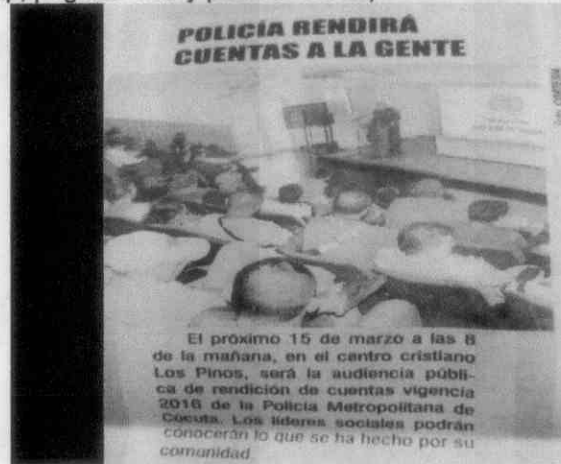 POLICÍA RENDIRÁ
CUENTAS A LA GENTE
El próximo 15 de marzo a las 8
de la mañana, en el centro cristiano
Los Pinos, será la audiencia públi-
ca de rendición de cuentas vigencia
2016 de la Policía Metropolitana de
Cúcuta. Los líderes sociales podrán
conocerán lo que se ha hecho por su
comunidad.